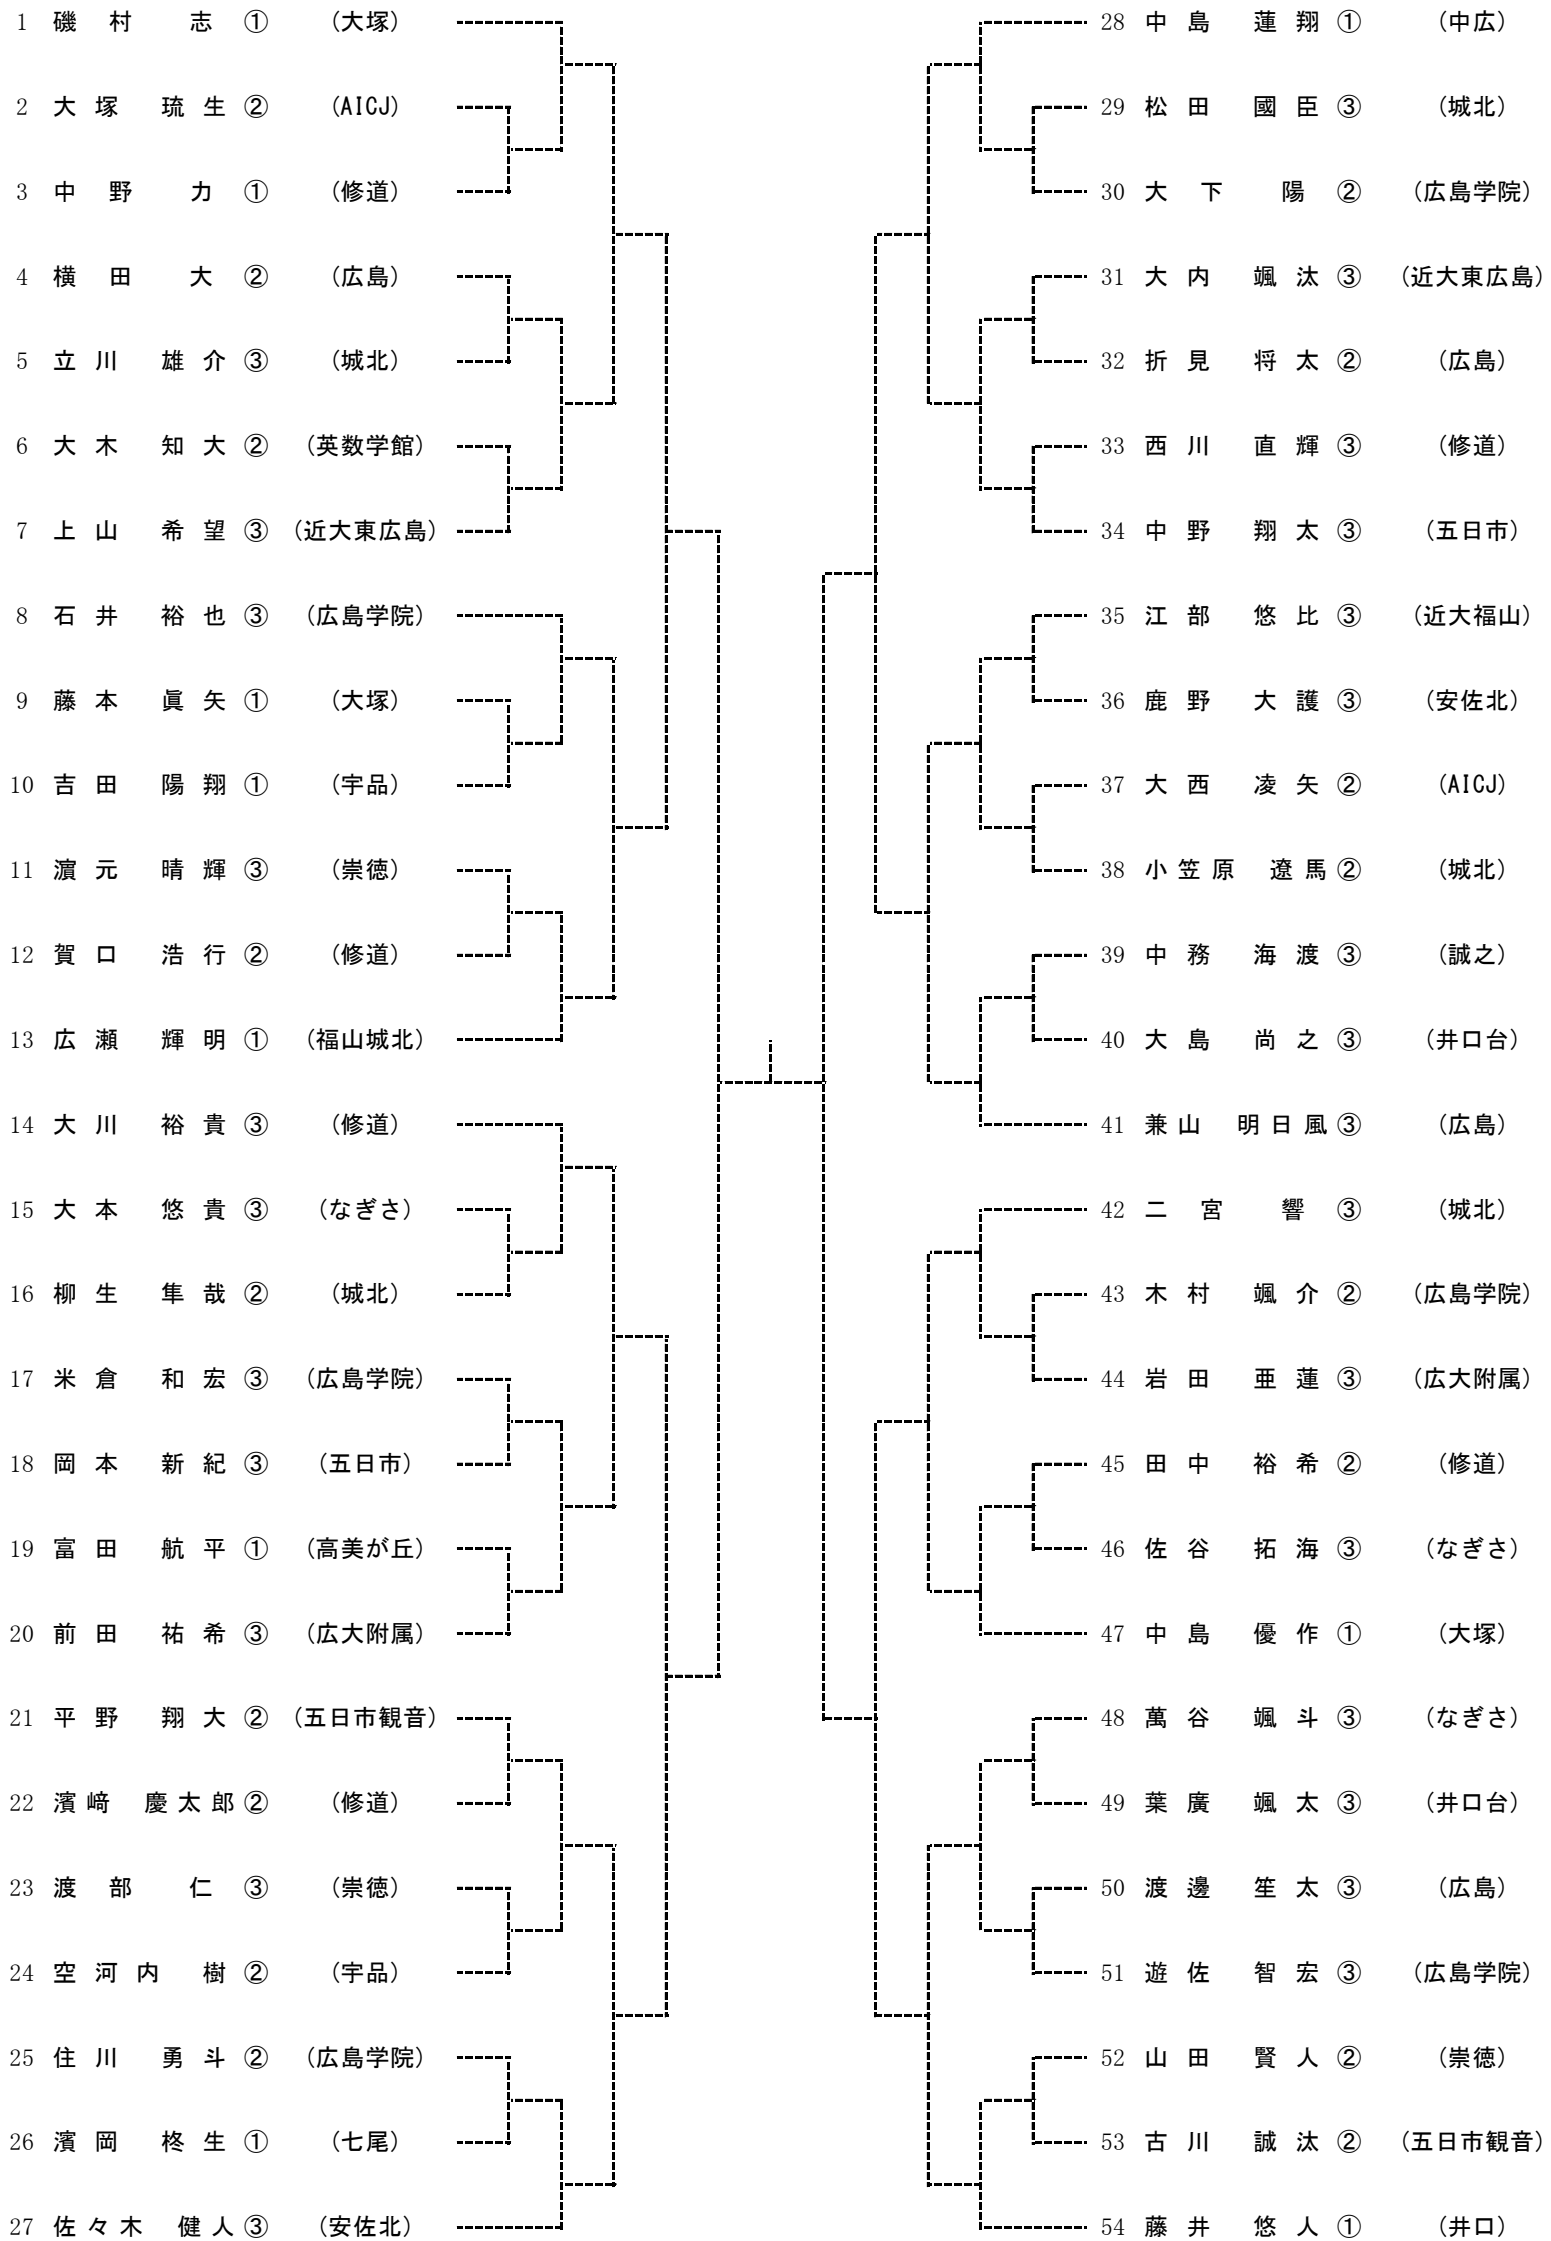 1 磯村 志 ① (大塚)
2 大塚 琉生 ② (AICJ)
3 中野 力 ① (修道)
4 横田 大 ② (広島)
5 立川 雄介 ③ (城北)
6 大木 知大 ② (英数学館)
7 上山 希望 ③ (近大東広島)
8 石井 裕也 ③ (広島学院)
9 藤本 眞矢 ① (大塚)
10 吉田 陽翔 ① (宇品)
11 濵元 晴輝 ③ (崇徳)
12 賀口 浩行 ② (修道)
13 広瀬 輝明 ① (福山城北)
14 大川 裕貴 ③ (修道)
15 大本 悠貴 ③ (なぎさ)
16 柳生 隼哉 ② (城北)
17 米倉 和宏 ③ (広島学院)
18 岡本 新紀 ③ (五日市)
19 富田 航平 ① (高美が丘)
20 前田 祐希 ③ (広大附属)
21 平野 翔大 ② (五日市観音)
22 濱﨑 慶太郎 ② (修道)
23 渡部 仁 ③ (崇徳)
24 空河内 樹 ② (宇品)
25 住川 勇斗 ② (広島学院)
26 濱岡 柊生 ① (七尾)
27 佐々木 健人 ③ (安佐北)
28 中島 蓮翔 ① (中広)
29 松田 國臣 ③ (城北)
30 大下 陽 ② (広島学院)
31 大内 颯汰 ③ (近大東広島)
32 折見 将太 ② (広島)
33 西川 直輝 ③ (修道)
34 中野 翔太 ③ (五日市)
35 江部 悠比 ③ (近大福山)
36 鹿野 大護 ③ (安佐北)
37 大西 凌矢 ② (AICJ)
38 小笠原 遼馬 ② (城北)
39 中務 海渡 ③ (誠之)
40 大島 尚之 ③ (井口台)
41 兼山 明日風 ③ (広島)
42 二宮 響 ③ (城北)
43 木村 颯介 ② (広島学院)
44 岩田 亜蓮 ③ (広大附属)
45 田中 裕希 ② (修道)
46 佐谷 拓海 ③ (なぎさ)
47 中島 優作 ① (大塚)
48 萬谷 颯斗 ③ (なぎさ)
49 葉廣 颯太 ③ (井口台)
50 渡邊 笙太 ③ (広島)
51 遊佐 智宏 ③ (広島学院)
52 山田 賢人 ② (崇徳)
53 古川 誠汰 ② (五日市観音)
54 藤井 悠人 ① (井口)